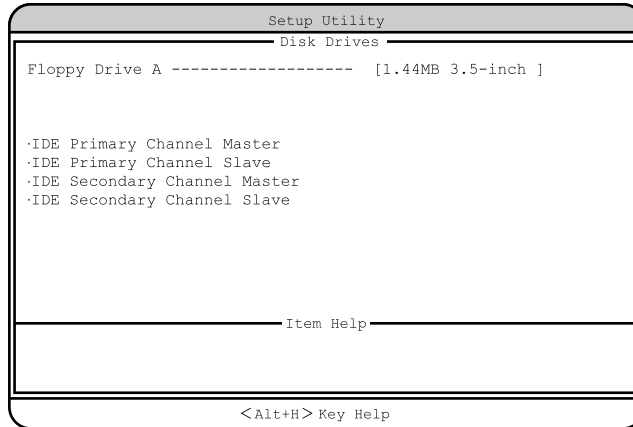 Setup Utility
Disk Drives
Floppy Drive A ------------------- [1.44MB 3.5-inch ]
·IDE Primary Channel Master
·IDE Primary Channel Slave
·IDE Secondary Channel Master
·IDE Secondary Channel Slave
Item Help
<Alt+H> Key Help